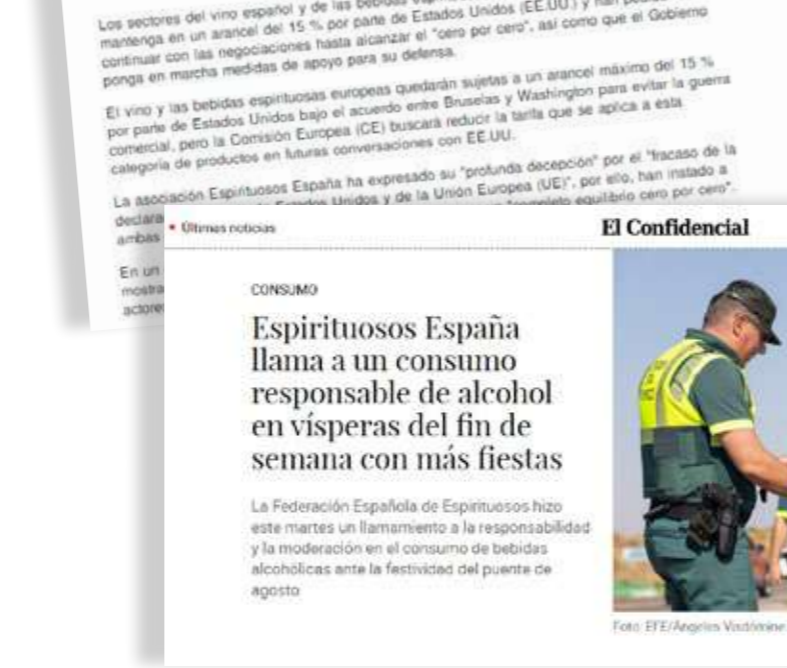 Los sectores del vino español y de las bebidas
mantenga en un arancel del 15 % por parte de Estados Unidos (EE.UU.) y han
continuar con las negociaciones hasta alcanzar el "cero por cero", así como que el Gobierno
ponga en marcha medidas de apoyo para su defensa.
El vino y las bebidas espirituosas europeas quedarán sujetas a un arancel máximo del 15 %
por parte de Estados Unidos bajo el acuerdo entre Bruselas y Washington para evitar la guerra
comercial, pero la Comisión Europea (CE) buscará reducir la tarifa que se aplica a esta
categoría de productos en futuras conversaciones con EE.UU.
La asociación Espirituosos España ha expresado su "profunda decepción" por el "fracaso de la
declara Estados Unidos y de la Unión Europea (UE)", por ello, han instado a
ambas "completo equilibrio cero por cero".
En un
mostra
actore
• Últimas noticias
El Confidencial
CONSUMO
Espirituosos España
llama a un consumo
responsable de alcohol
en vísperas del fin de
semana con más fiestas
La Federación Española de Espirituosos hizo
este martes un llamamiento a la responsabilidad
y la moderación en el consumo de bebidas
alcohólicas ante la festividad del puente de
agosto
Foto: EFE/Ángeles Visdómine